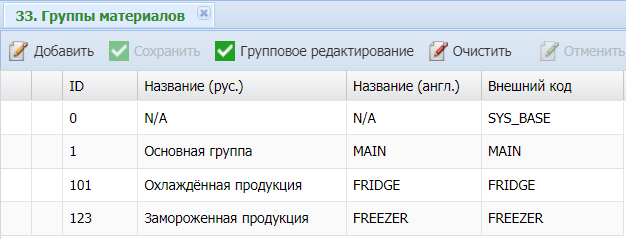 33. Группы материалов
Добавить Сохранить Групповое редактирование Очистить Отменить
ID Название (рус.) Название (англ.) Внешний код
0 N/A N/A SYS_BASE
1 Основная группа MAIN MAIN
101 Охлаждённая продукция FRIDGE FRIDGE
123 Замороженная продукция FREEZER FREEZER